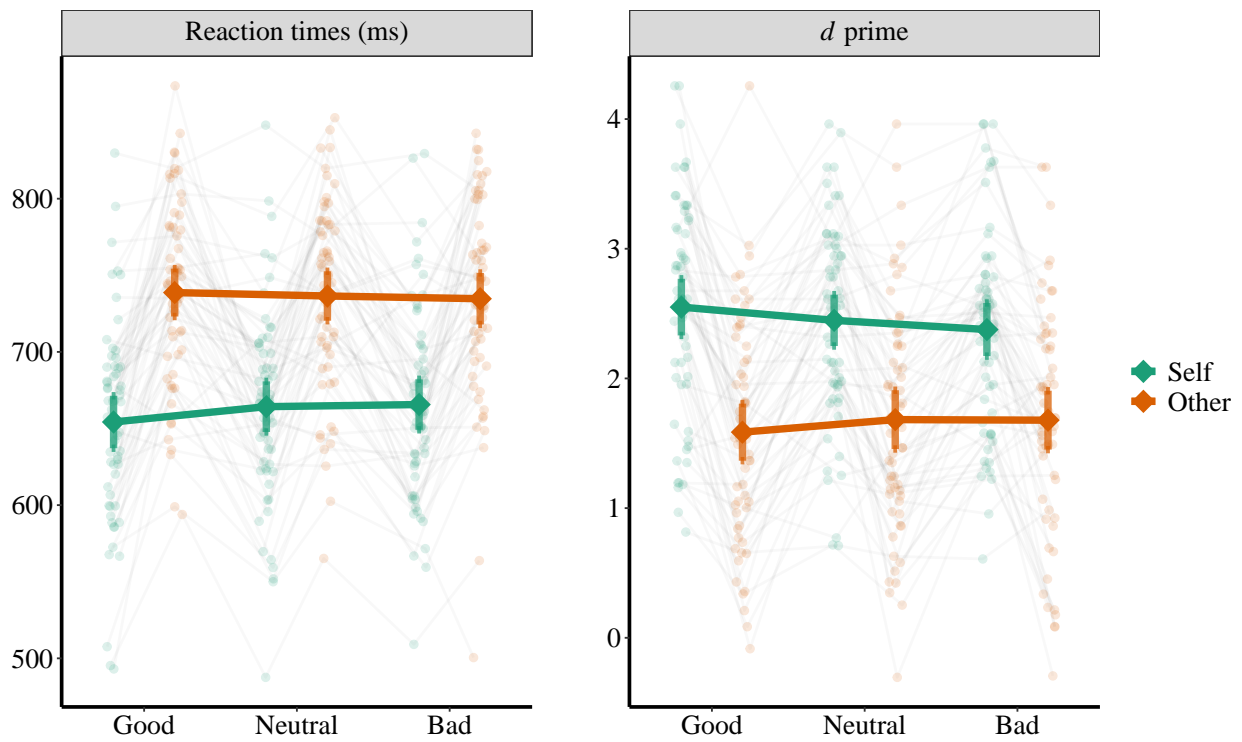 Reaction times (ms)
d prime
800
700
600
500
Good Neutral Bad
4
3
2
1
0
Good Neutral Bad
Self
Other